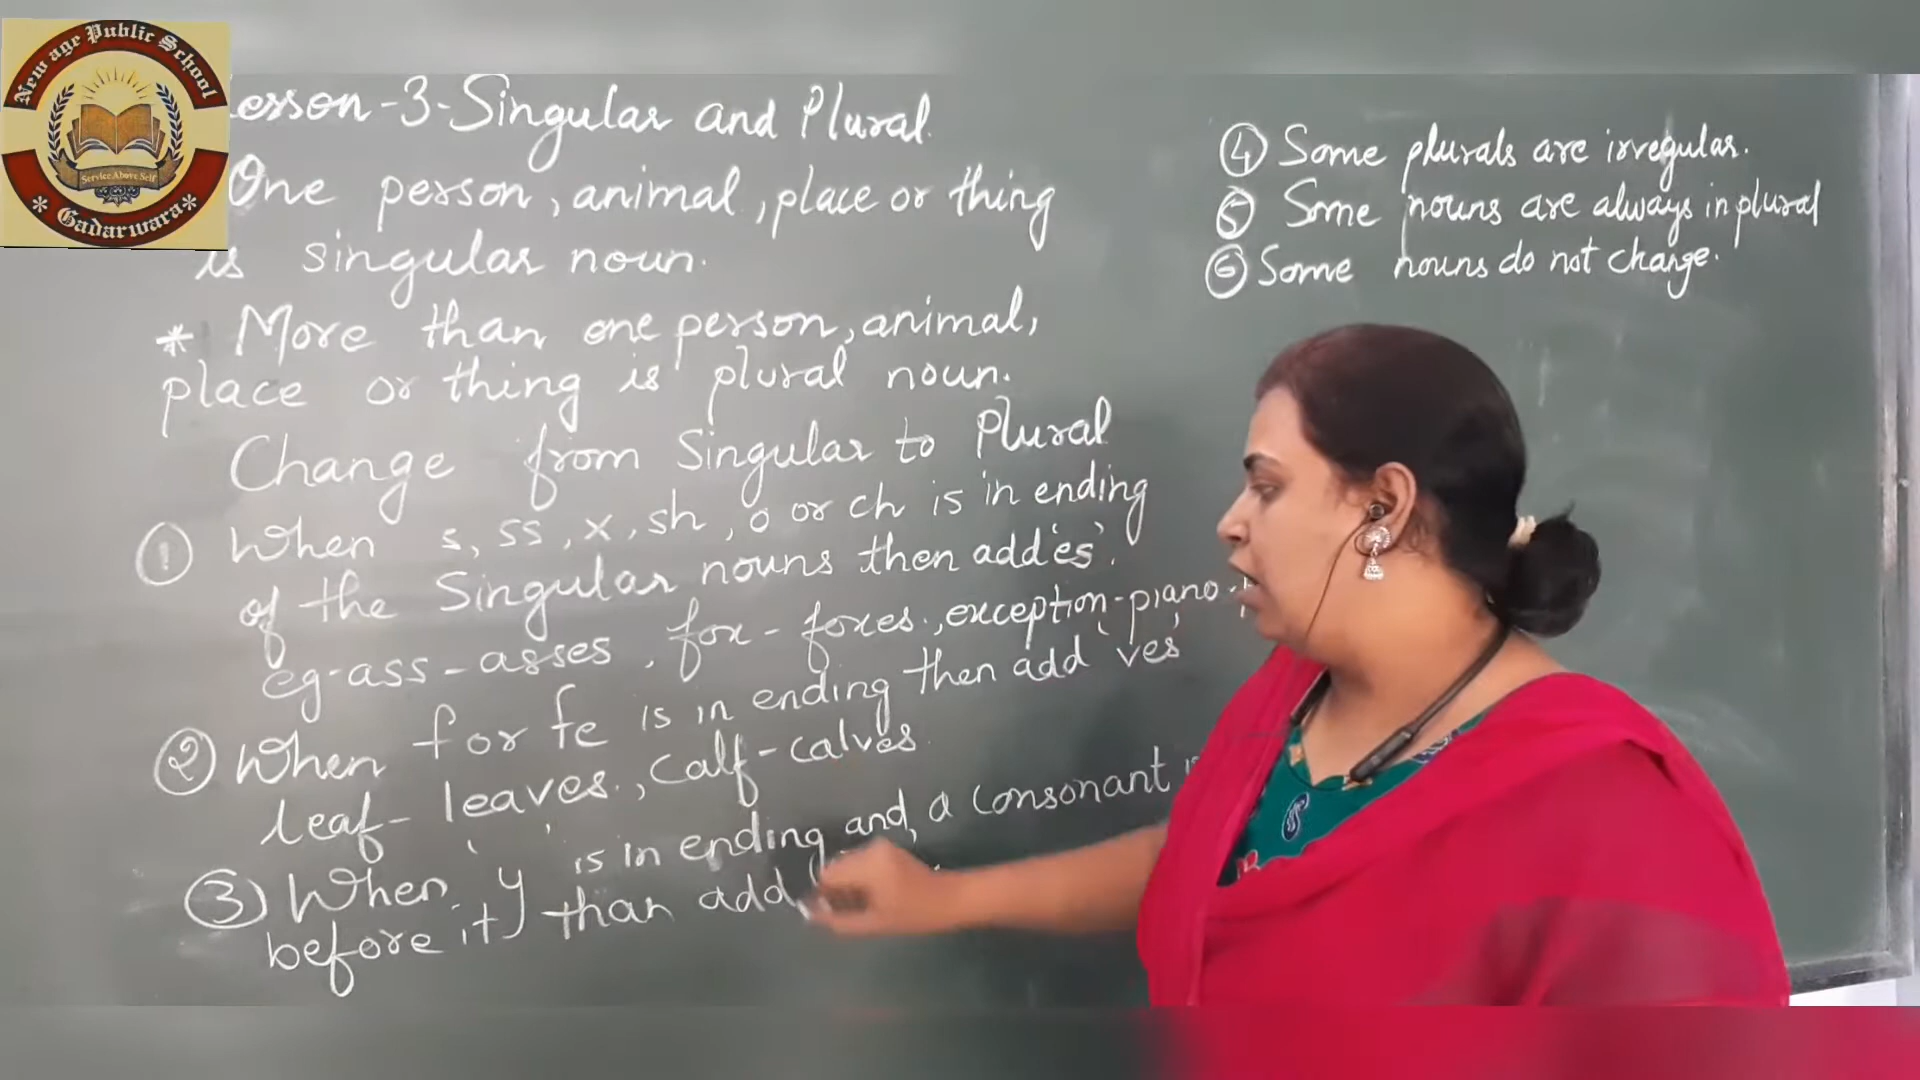 New age Public School
Service Above Self
* Gadarwara *
Lesson-3-Singular and Plural.
One person, animal, place or thing
is singular noun.
* More than one person, animal,
place or thing is plural noun.
Change from Singular to Plural
① When s, ss, x, sh, o or ch is in ending
of the Singular nouns then add 'es'.
eg-ass-asses, fox-foxes., exception-piano-
② When f or fe is in ending then add 'ves'
leaf- leaves., calf-calves.
③ When 'y' is in ending and, a consonant is
before it, than add
④ Some plurals are irregular.
⑤ Some nouns are always in plural
⑥ Some nouns do not change.